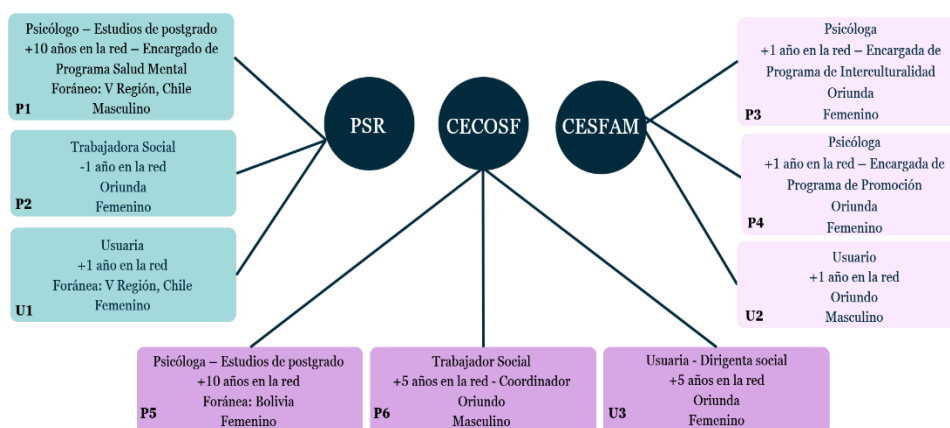 Psicólogo – Estudios de postgrado
+10 años en la red – Encargado de
Programa Salud Mental
Foráneo: V Región, Chile
Masculino
P1
Trabajadora Social
-1 año en la red
Oriunda
Femenino
P2
Usuaria
+1 año en la red
Foránea: V Región, Chile
Femenino
U1
PSR
CECOSF
CESFAM
Psicóloga
+1 año en la red – Encargada de
Programa de Interculturalidad
Oriunda
Femenino
P3
Psicóloga
+1 año en la red – Encargada de
Programa de Promoción
Oriunda
Femenino
P4
Usuario
+1 año en la red
Oriundo
Masculino
U2
Psicóloga – Estudios de postgrado
+10 años en la red
Foránea: Bolivia
Femenino
P5
Trabajador Social
+5 años en la red - Coordinador
Oriundo
Masculino
P6
Usuaria - Dirigenta social
+5 años en la red
Oriunda
Femenino
U3